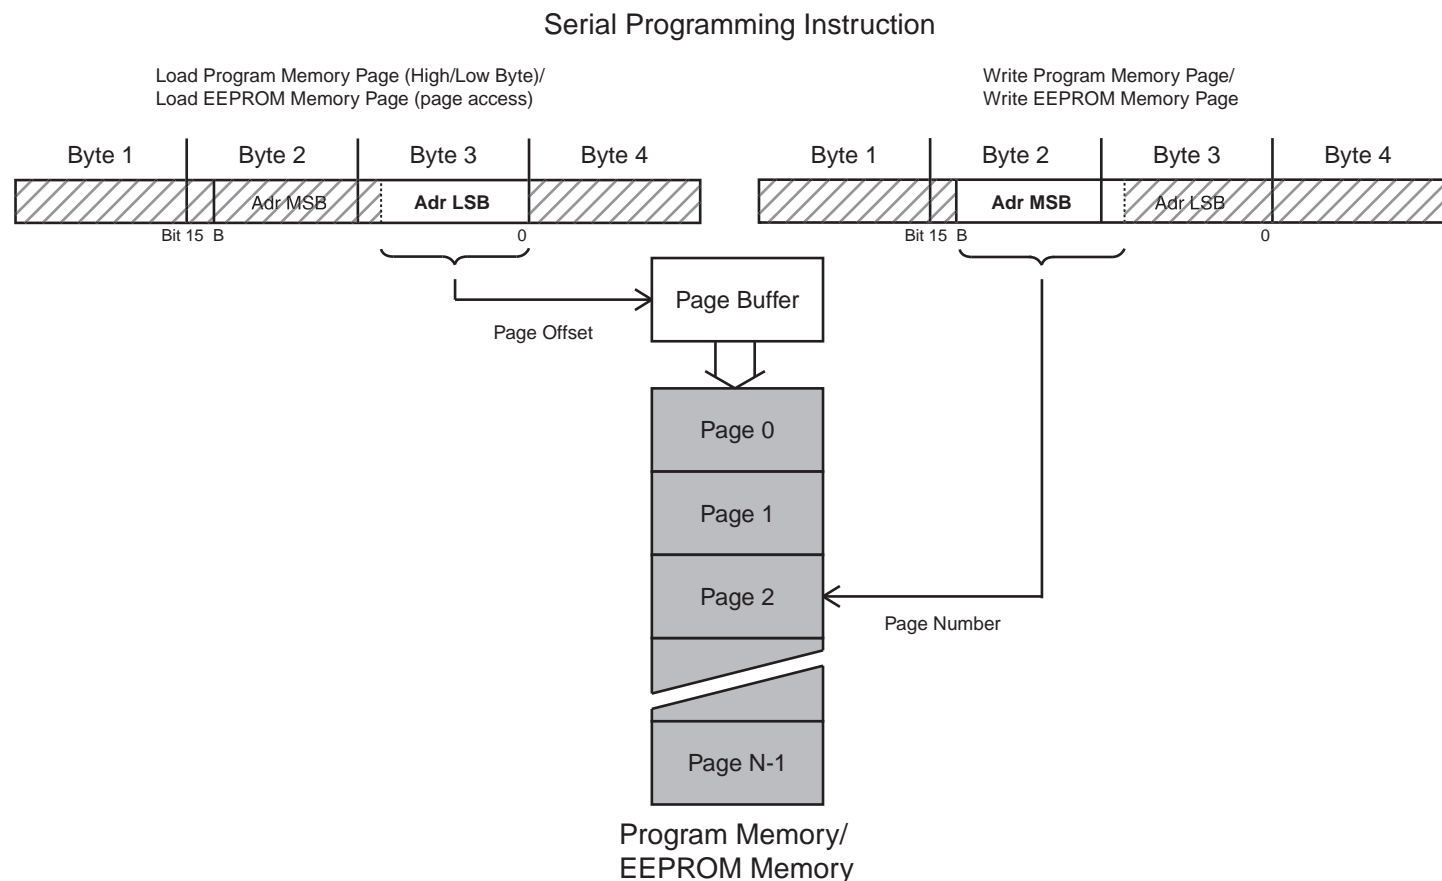 Serial Programming Instruction
Load Program Memory Page (High/Low Byte)/
Load EEPROM Memory Page (page access)
Write Program Memory Page/
Write EEPROM Memory Page
Byte 1 Byte 2 Byte 3 Byte 4
Adr MSB Adr LSB
Bit 15 B 0
Byte 1 Byte 2 Byte 3 Byte 4
Adr MSB Adr LSB
Bit 15 B 0
Page Buffer
Page Offset
Page 0
Page 1
Page 2
Page Number
Page N-1
Program Memory/
EEPROM Memory